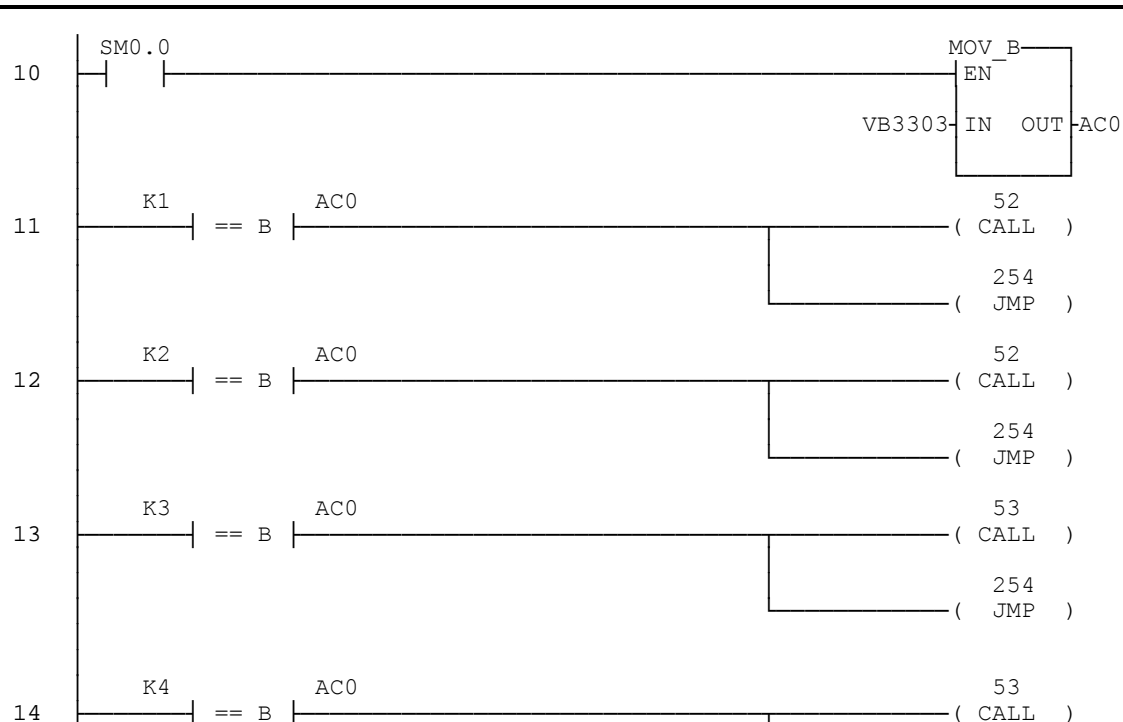 SM0.0 MOV_B
10 EN
VB3303 IN OUT AC0
K1 AC0 52
11 == B ( CALL )
254
( JMP )
K2 AC0 52
12 == B ( CALL )
254
( JMP )
K3 AC0 53
13 == B ( CALL )
254
( JMP )
K4 AC0 53
14 == B ( CALL )